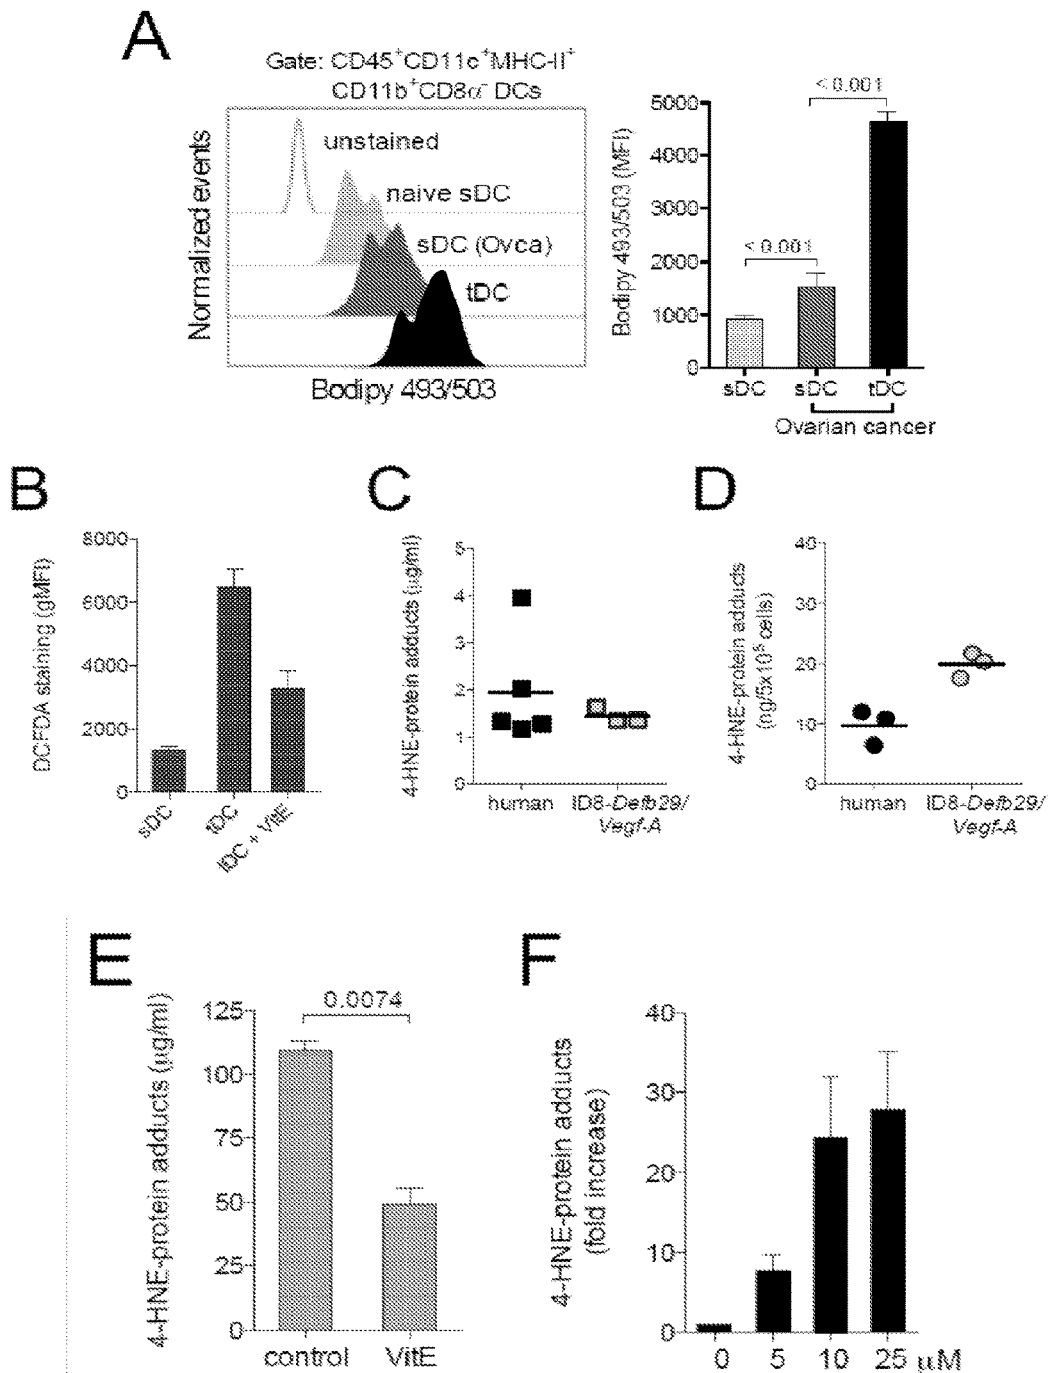 A
Gate: CD45+CD11c+MHC-II+
CD11b+CD8α- DCs
Normalized events
unstained
naive sDC
sDC (Ovca)
tDC
Bodipy 493/503
Bodipy 493/503 (MFI)
5000
4000
3000
2000
1000
0
< 0.001
< 0.001
sDC
sDC
tDC
Ovarian cancer
B
DCFDA staining (gMFI)
8000
6000
4000
2000
0
sDC
tDC
tDC + VitE
C
4-HNE-protein adducts (µg/ml)
5
4
3
2
1
0
human
ID8-Defb29/
Vegf-A
D
4-HNE-protein adducts
(ng/5x10⁵ cells)
40
30
20
10
0
human
ID8-Defb29/
Vegf-A
E
4-HNE-protein adducts (µg/ml)
125
100
75
50
25
0
0.0074
control
VitE
F
4-HNE-protein adducts
(fold increase)
40
30
20
10
0
0
5
10
25 µM